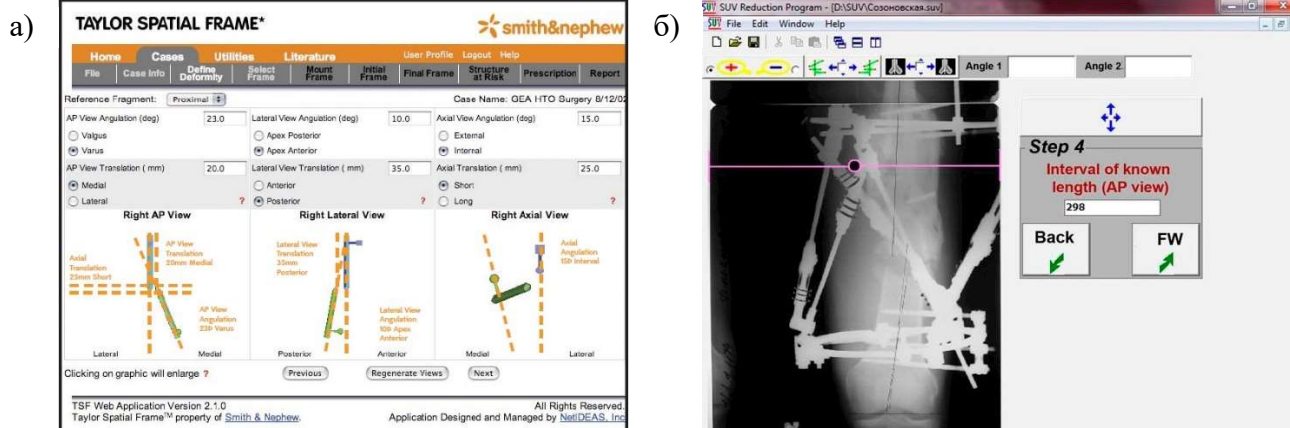 а)
TAYLOR SPATIAL FRAME*
smith&nephew
Home Cases Utilities Literature User Profile Logout Help
File Case Info Define Deformity Select Frame Mount Frame Initial Frame Final Frame Structure at Risk Prescription Report
Reference Fragment: Proximal Case Name: GEA HTO Surgery 8/12/02
AP View Angulation (deg) 23.0 Lateral View Angulation (deg) 10.0 Axial View Angulation (deg) 15.0
Valgus Apex Posterior External
Varus Apex Anterior Internal
AP View Translation ( mm) 20.0 Lateral View Translation ( mm) 35.0 Axial Translation ( mm) 25.0
Medial Anterior Short
Lateral ? Posterior ? Long ?
Right AP View Right Lateral View Right Axial View
AP View Translation 20mm Medial
Axial Translation 25mm Short
AP View Angulation 23D Varus
Lateral View Translation 35mm Posterior
Lateral View Angulation 10D Apex Anterior
Axial Angulation 15D Interval
Lateral Medial Posterior Anterior Medial Lateral
Clicking on graphic will enlarge ? Previous Regenerate Views Next
TSF Web Application Version 2.1.0 All Rights Reserved.
Taylor Spatial Frame™ property of Smith & Nephew. Application Designed and Managed by NetIDEAS, Inc
б)
SUV Reduction Program - [D:\SUV\Созоновская.suv]
SUV File Edit Window Help
Angle 1 Angle 2
Step 4
Interval of known
length (AP view)
298
Back FW